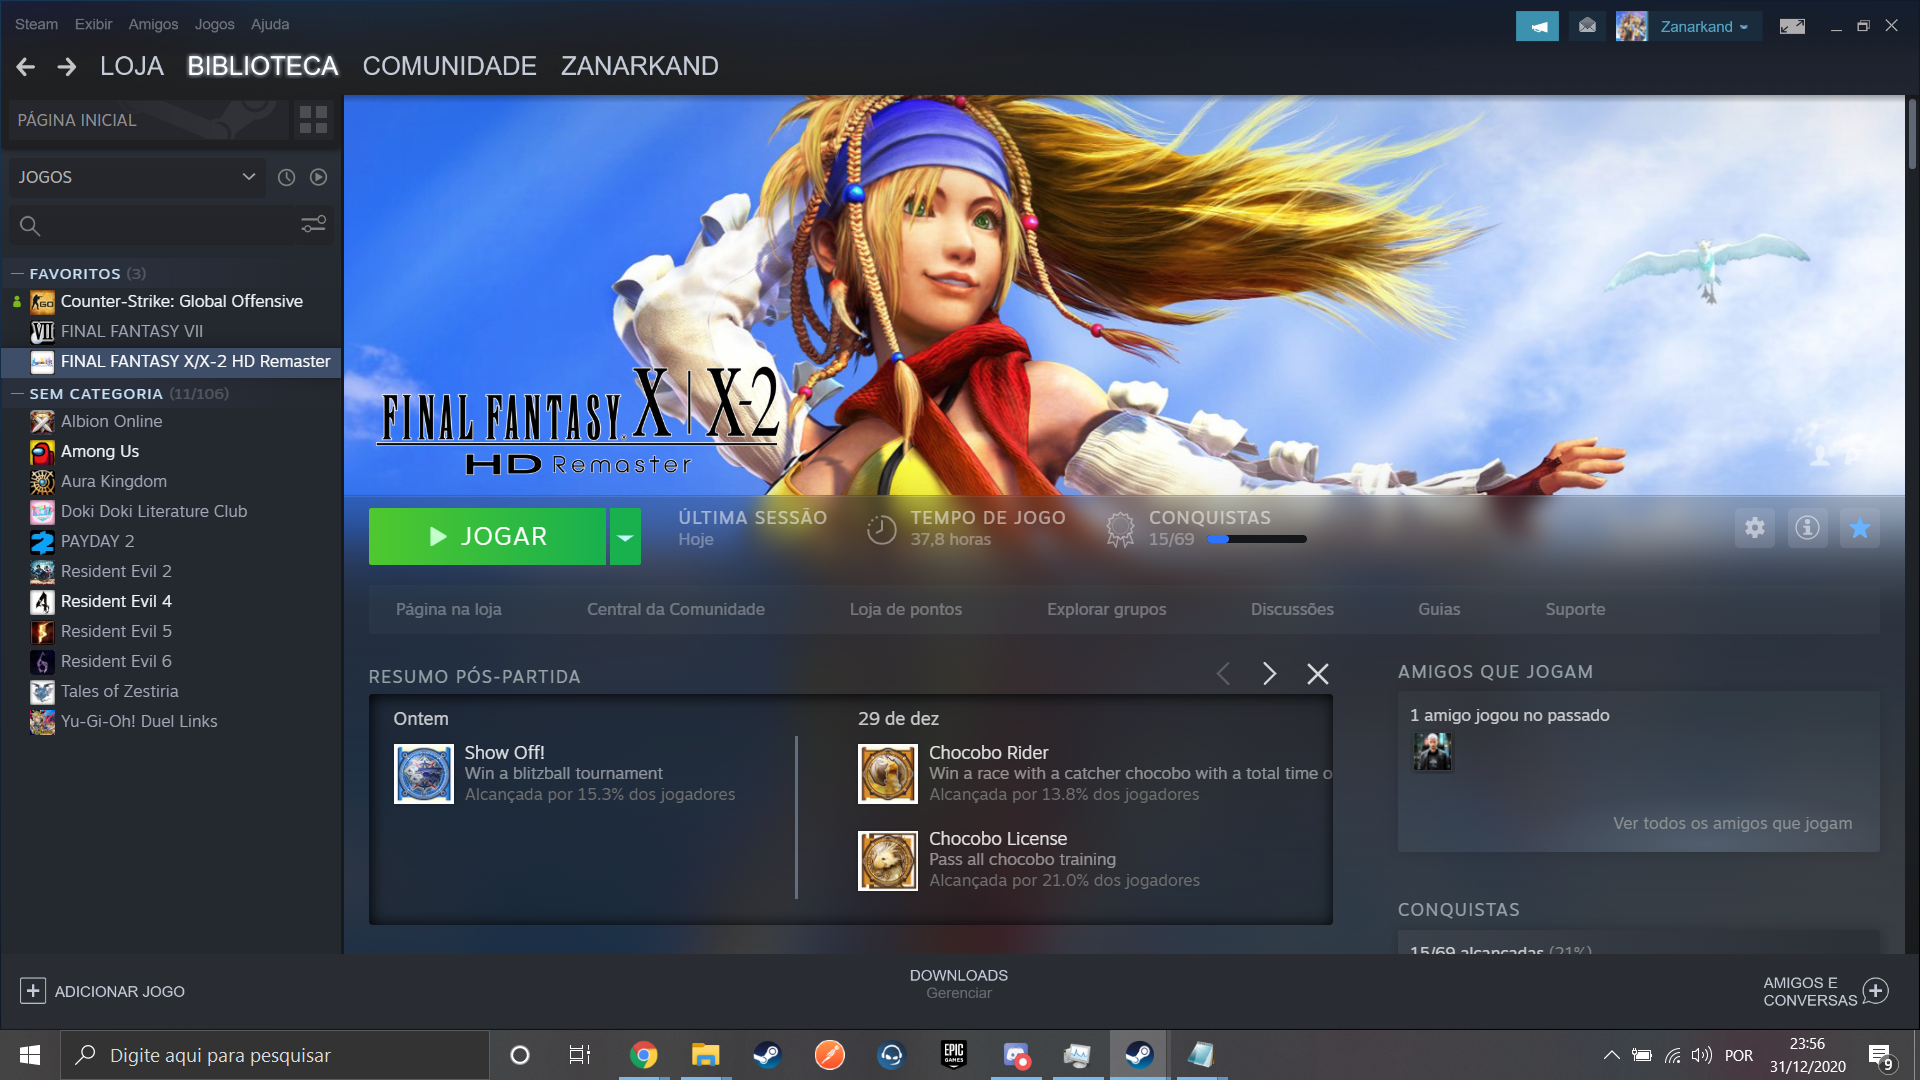 Steam Exibir Amigos Jogos Ajuda
Zanarkand
LOJA BIBLIOTECA COMUNIDADE ZANARKAND
PÁGINA INICIAL
JOGOS
FAVORITOS (3)
Counter-Strike: Global Offensive
FINAL FANTASY VII
FINAL FANTASY X/X-2 HD Remaster
SEM CATEGORIA (11/106)
Albion Online
Among Us
Aura Kingdom
Doki Doki Literature Club
PAYDAY 2
Resident Evil 2
Resident Evil 4
Resident Evil 5
Resident Evil 6
Tales of Zestiria
Yu-Gi-Oh! Duel Links
FINAL FANTASY X|X-2
HD Remaster
JOGAR
ÚLTIMA SESSÃO
Hoje
TEMPO DE JOGO
37,8 horas
CONQUISTAS
15/69
Página na loja Central da Comunidade Loja de pontos Explorar grupos Discussões Guias Suporte
RESUMO PÓS-PARTIDA
Ontem
Show Off!
Win a blitzball tournament
Alcançada por 15.3% dos jogadores
29 de dez
Chocobo Rider
Win a race with a catcher chocobo with a total time o
Alcançada por 13.8% dos jogadores
Chocobo License
Pass all chocobo training
Alcançada por 21.0% dos jogadores
AMIGOS QUE JOGAM
1 amigo jogou no passado
Ver todos os amigos que jogam
CONQUISTAS
15/69 alcançadas (21%)
ADICIONAR JOGO
DOWNLOADS
Gerenciar
AMIGOS E
CONVERSAS
Digite aqui para pesquisar
EPIC
GAMES
POR
23:56
31/12/2020
9